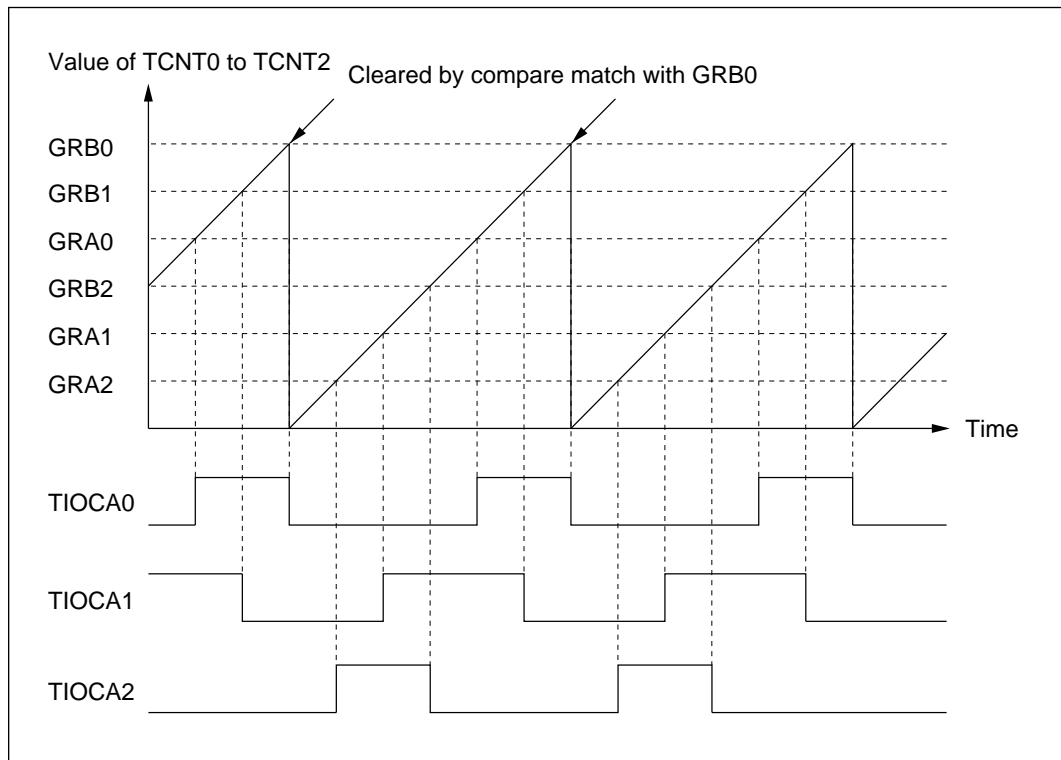 Value of TCNT0 to TCNT2
Cleared by compare match with GRB0
GRB0
GRB1
GRA0
GRB2
GRA1
GRA2
Time
TIOCA0
TIOCA1
TIOCA2